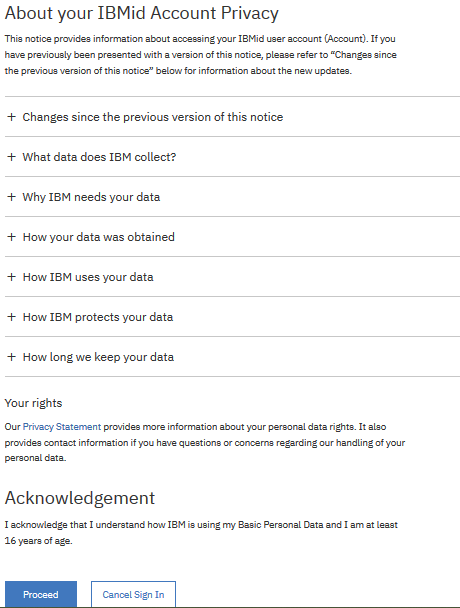 About your IBMid Account Privacy
This notice provides information about accessing your IBMid user account (Account). If you
have previously been presented with a version of this notice, please refer to “Changes since
the previous version of this notice” below for information about the new updates.
+ Changes since the previous version of this notice
+ What data does IBM collect?
+ Why IBM needs your data
+ How your data was obtained
+ How IBM uses your data
+ How IBM protects your data
+ How long we keep your data
Your rights
Our Privacy Statement provides more information about your personal data rights. It also
provides contact information if you have questions or concerns regarding our handling of your
personal data.
Acknowledgement
I acknowledge that I understand how IBM is using my Basic Personal Data and I am at least
16 years of age.
Proceed Cancel Sign In